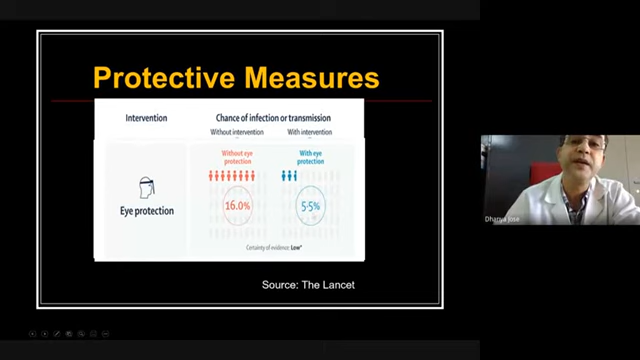 Protective Measures
Intervention
Chance of infection or transmission
Without intervention
With intervention
Without eye
protection
With eye
protection
16.0%
5·5%
Eye protection
Certainty of evidence: Low*
Source: The Lancet
Dhanya Jose